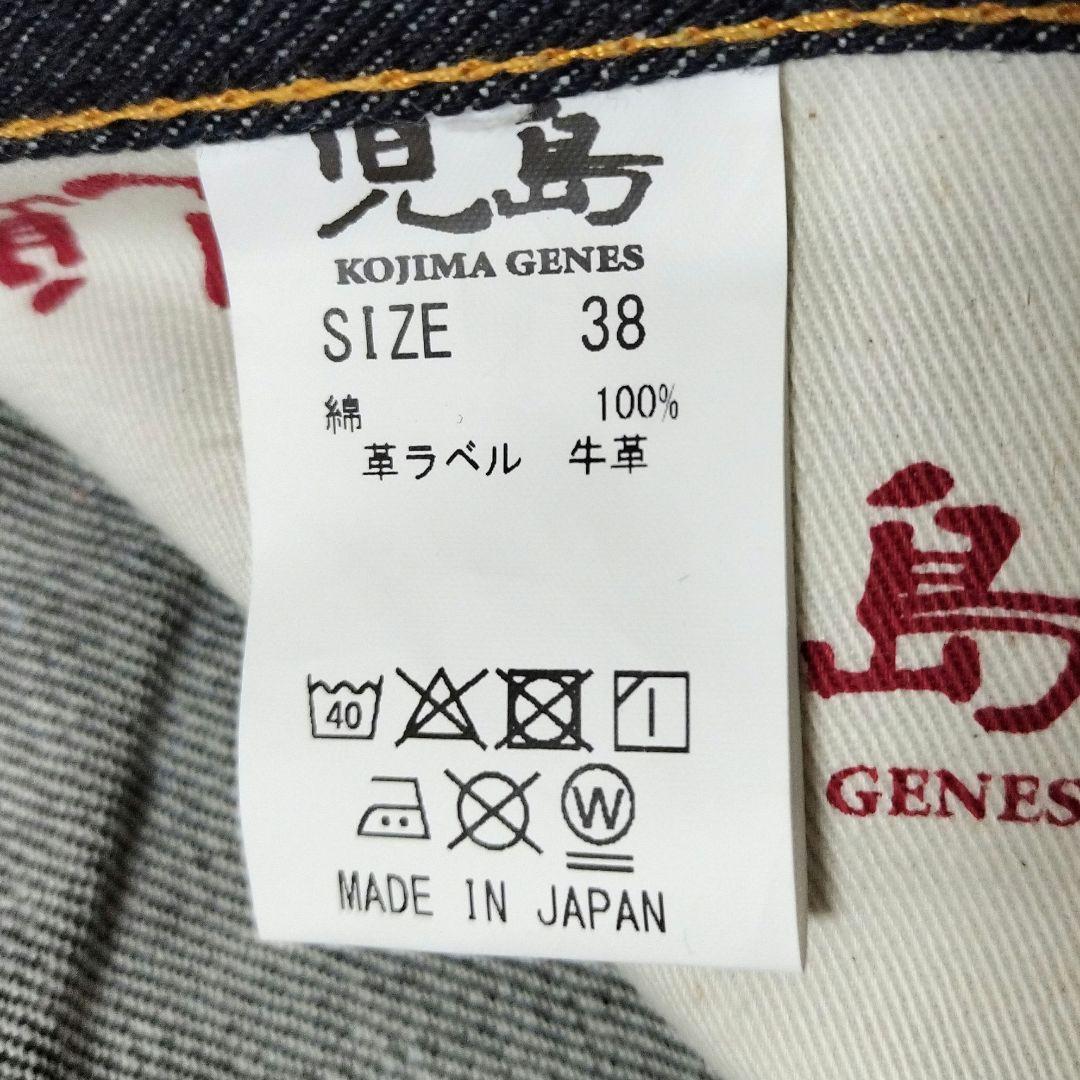 児島
KOJIMA GENES
SIZE 38
綿 100%
革ラベル 牛革
40
W
MADE IN JAPAN
島
GENES